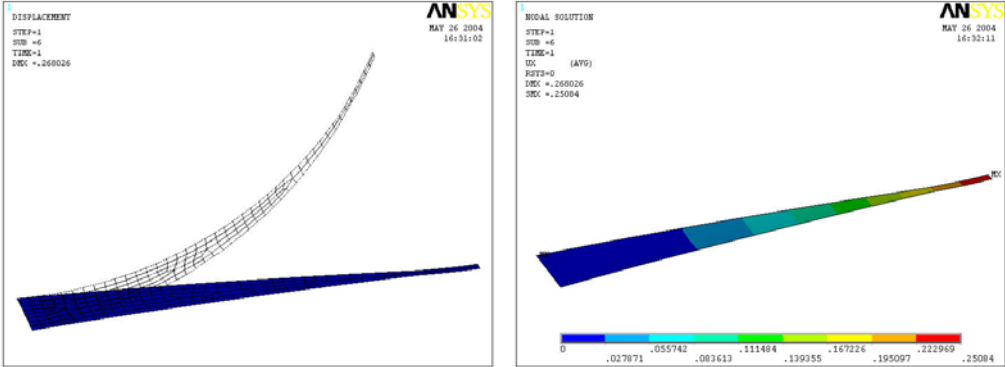 1
DISPLACEMENT
STEP=1
SUB =6
TIME=1
DMX =.268026
ANSYS
MAY 26 2004
16:31:02
1
NODAL SOLUTION
STEP=1
SUB =6
TIME=1
UX (AVG)
RSYS=0
DMX =.268026
SMX =.25084
ANSYS
MAY 26 2004
16:32:11
MX
0 .055742 .111484 .167226 .222969
.027871 .083613 .139355 .195097 .25084